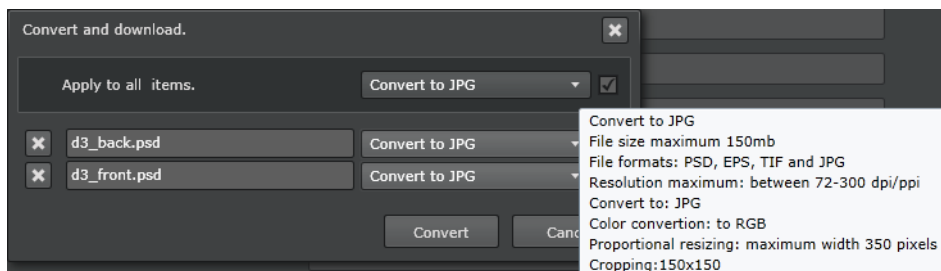 Convert and download.
Apply to all items.
Convert to JPG
d3_back.psd
Convert to JPG
d3_front.psd
Convert to JPG
Convert
Canc
Convert to JPG
File size maximum 150mb
File formats: PSD, EPS, TIF and JPG
Resolution maximum: between 72-300 dpi/ppi
Convert to: JPG
Color convertion: to RGB
Proportional resizing: maximum width 350 pixels
Cropping:150x150